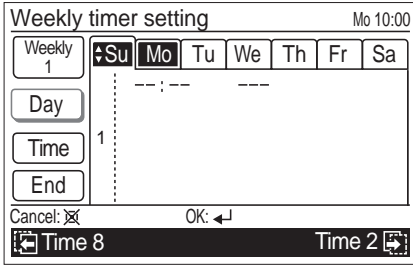 Weekly timer setting Mo 10:00
Weekly 1 Su Mo Tu We Th Fr Sa
--:-- ---
Day
Time 1
End
Cancel: OK:
Time 8 Time 2